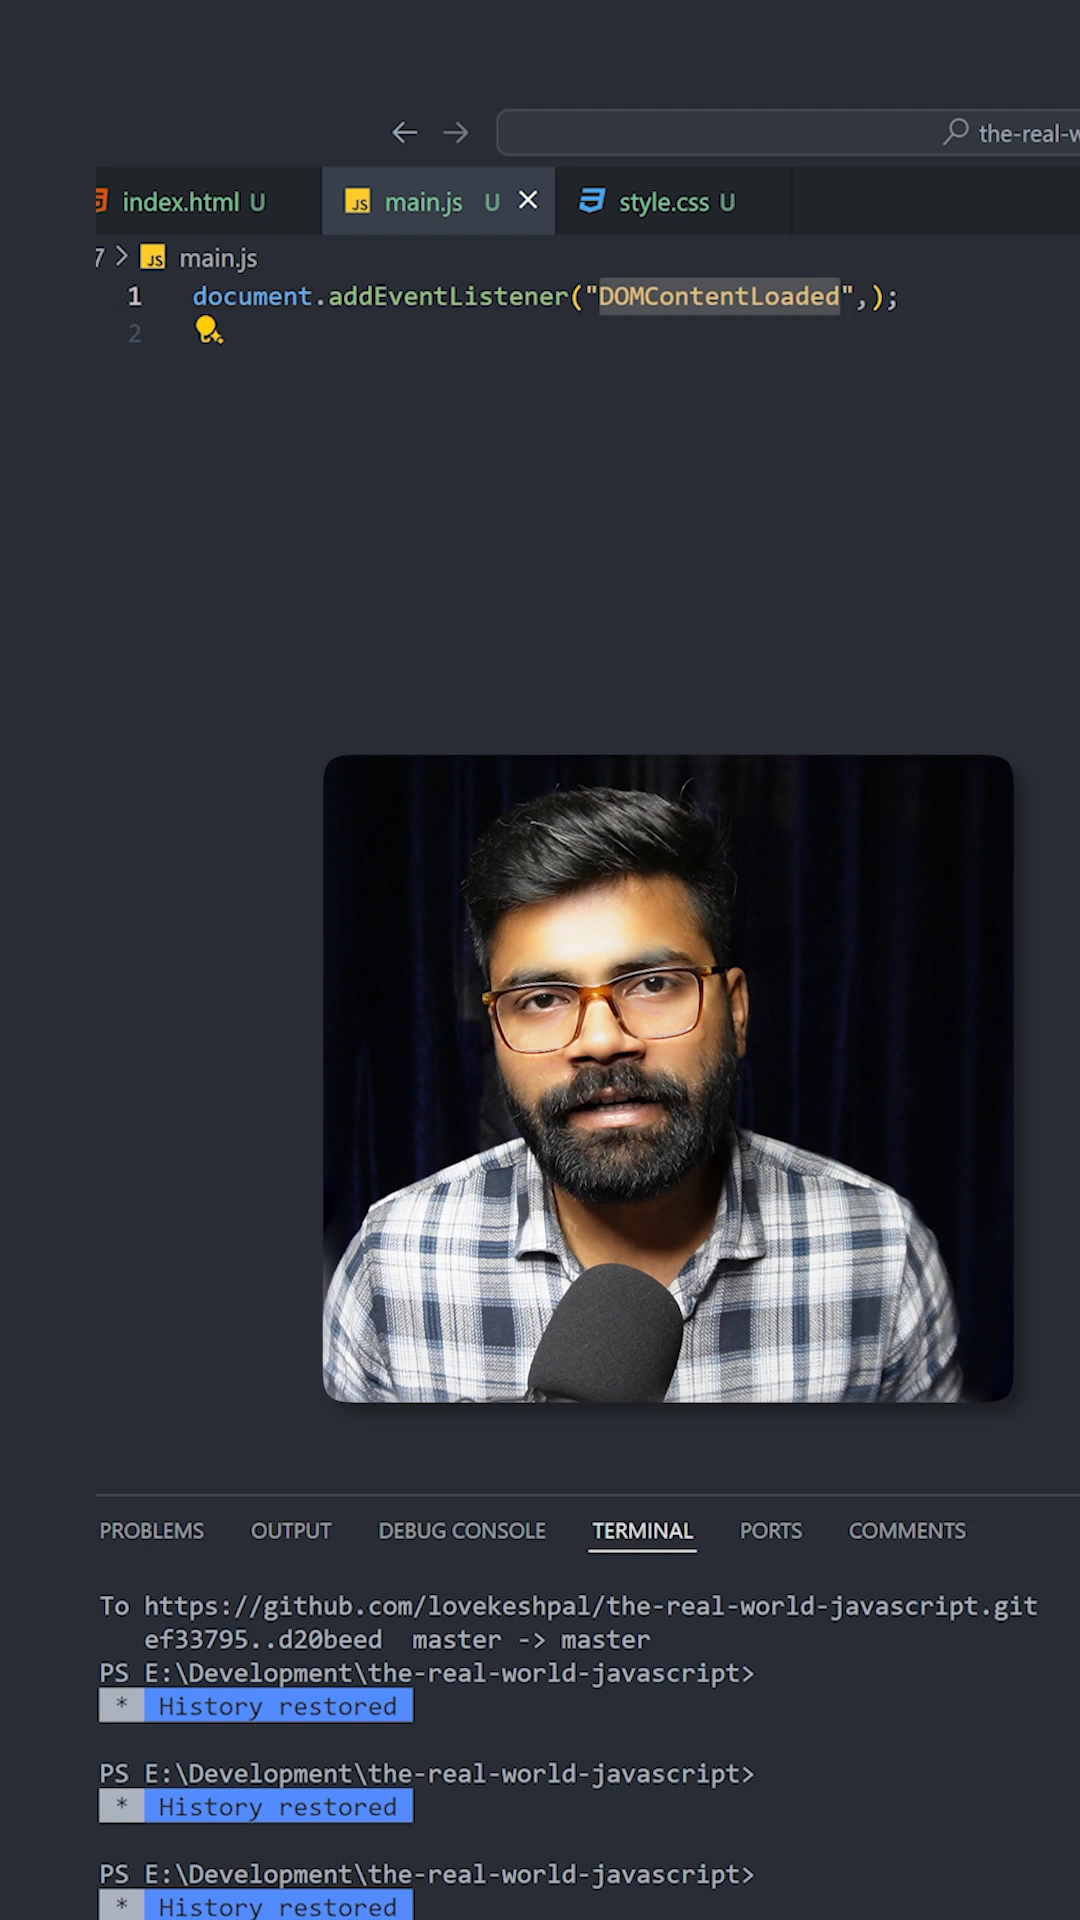 the-real-w
index.html U
main.js U
style.css U
7 > JS main.js
1 document.addEventListener("DOMContentLoaded",);
2
PROBLEMS OUTPUT DEBUG CONSOLE TERMINAL PORTS COMMENTS
To https://github.com/lovekeshpal/the-real-world-javascript.git
ef33795..d20beed master -> master
PS E:\Development\the-real-world-javascript>
* History restored
PS E:\Development\the-real-world-javascript>
* History restored
PS E:\Development\the-real-world-javascript>
* History restored